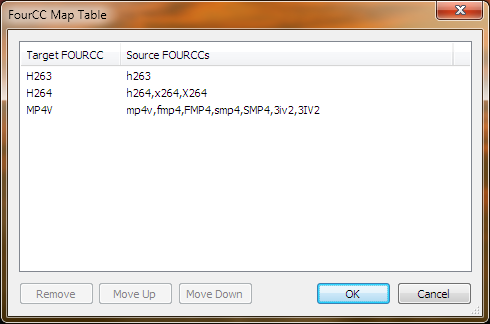 FourCC Map Table
Target FOURCC Source FOURCCs
H263 h263
H264 h264,x264,X264
MP4V mp4v,fmp4,FMP4,smp4,SMP4,3iv2,3IV2
Remove Move Up Move Down OK Cancel